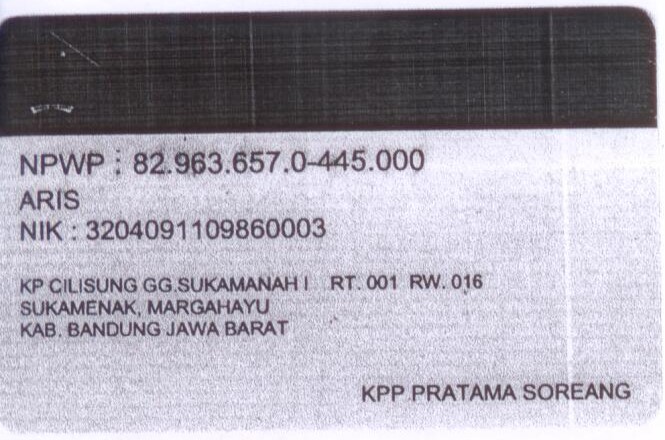 NPWP : 82.963.657.0-445.000
ARIS
NIK : 3204091109860003
KP CILISUNG GG.SUKAMANAH I RT. 001 RW. 016
SUKAMENAK, MARGAHAYU
KAB. BANDUNG JAWA BARAT
KPP PRATAMA SOREANG